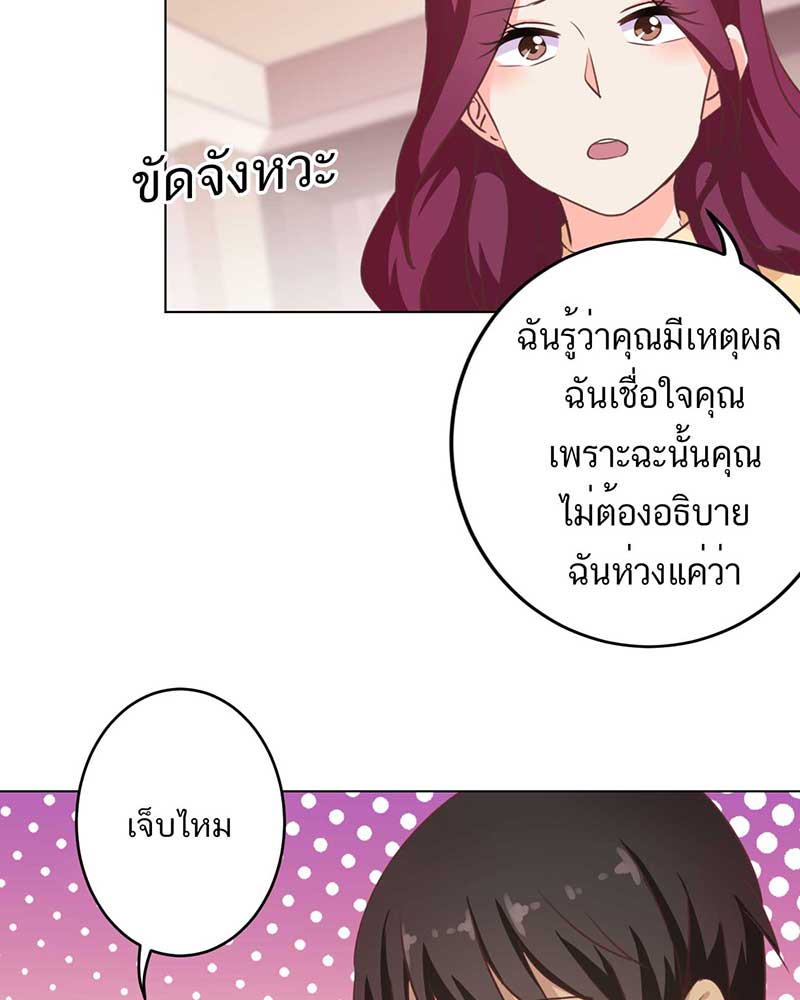 ขัดจังหวะ
ฉันรู้ว่าคุณมีเหตุผล
ฉันเชื่อใจคุณ
เพราะฉะนั้นคุณ
ไม่ต้องอธิบาย
ฉันห่วงแค่ว่า
เจ็บไหม